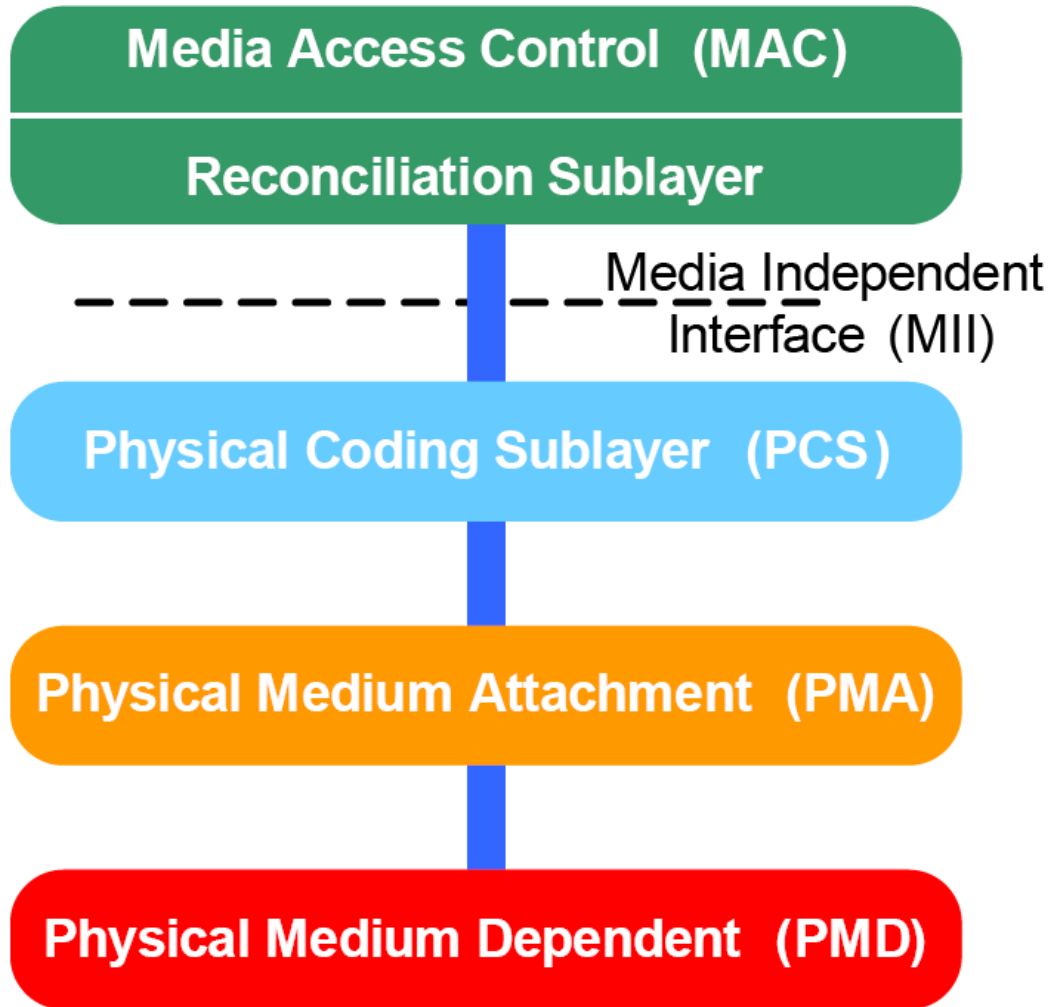 Media Access Control (MAC)
Reconciliation Sublayer
Media Independent
Interface (MII)
Physical Coding Sublayer (PCS)
Physical Medium Attachment (PMA)
Physical Medium Dependent (PMD)